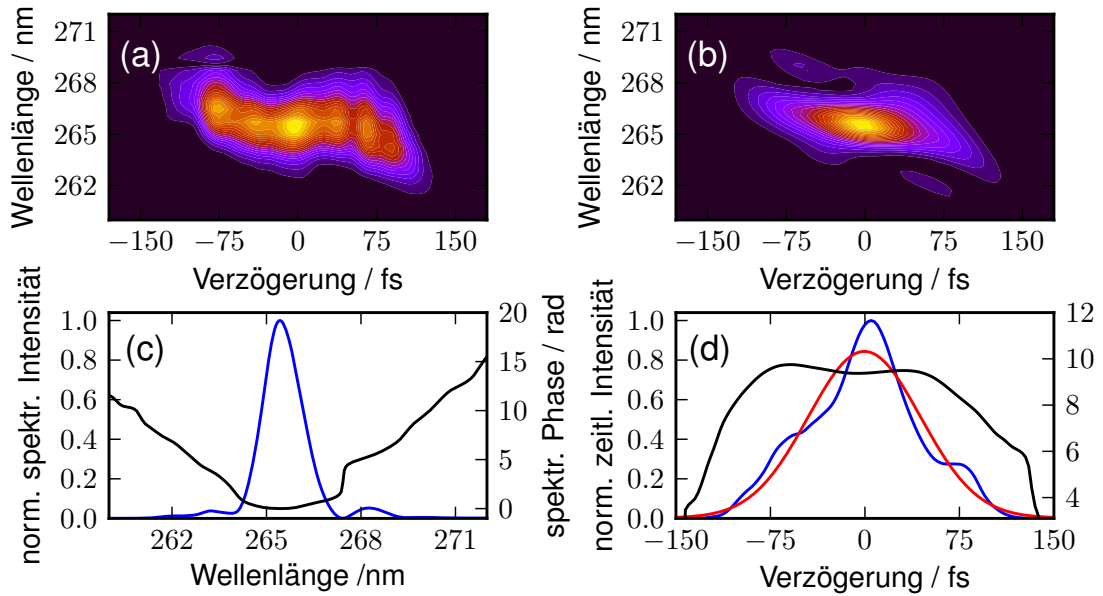 (a)
Wellenlänge / nm
271
268
265
262
−150 −75 0 75 150
Verzögerung / fs
(b)
Wellenlänge / nm
271
268
265
262
−150 −75 0 75 150
Verzögerung / fs
(c)
norm. spektr. Intensität
1.0
0.8
0.6
0.4
0.2
0.0
262 265 268 271
Wellenlänge /nm
20
15
10
5
0
spektr. Phase / rad
(d)
norm. zeitl. Intensität
1.0
0.8
0.6
0.4
0.2
0.0
−150 −75 0 75 150
Verzögerung / fs
12
10
8
6
4